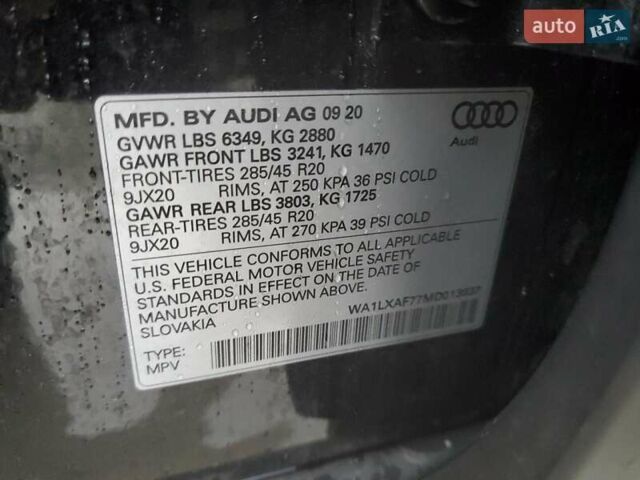 auto RIA .com
MFD. BY AUDI AG 09 20
GVWR LBS 6349, KG 2880
GAWR FRONT LBS 3241, KG 1470
FRONT-TIRES 285/45 R20
9JX20 RIMS, AT 250 KPA 36 PSI COLD
GAWR REAR LBS 3803, KG 1725
REAR-TIRES 285/45 R20
9JX20 RIMS, AT 270 KPA 39 PSI COLD
Audi
THIS VEHICLE CONFORMS TO ALL APPLICABLE
U.S. FEDERAL MOTOR VEHICLE SAFETY
STANDARDS IN EFFECT ON THE DATE OF
MANUFACTURE SHOWN ABOVE.
SLOVAKIA
TYPE:
MPV